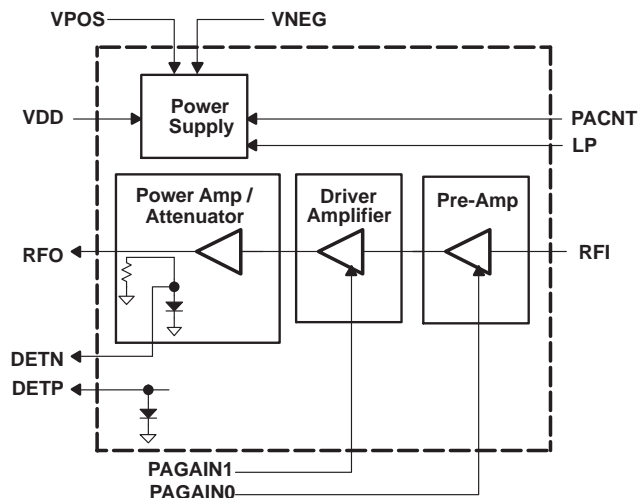 VPOS VNEG
VDD
Power
Supply
PACNT
LP
Power Amp /
Attenuator
Driver
Amplifier
Pre-Amp
RFO
RFI
DETN
DETP
PAGAIN1
PAGAIN0